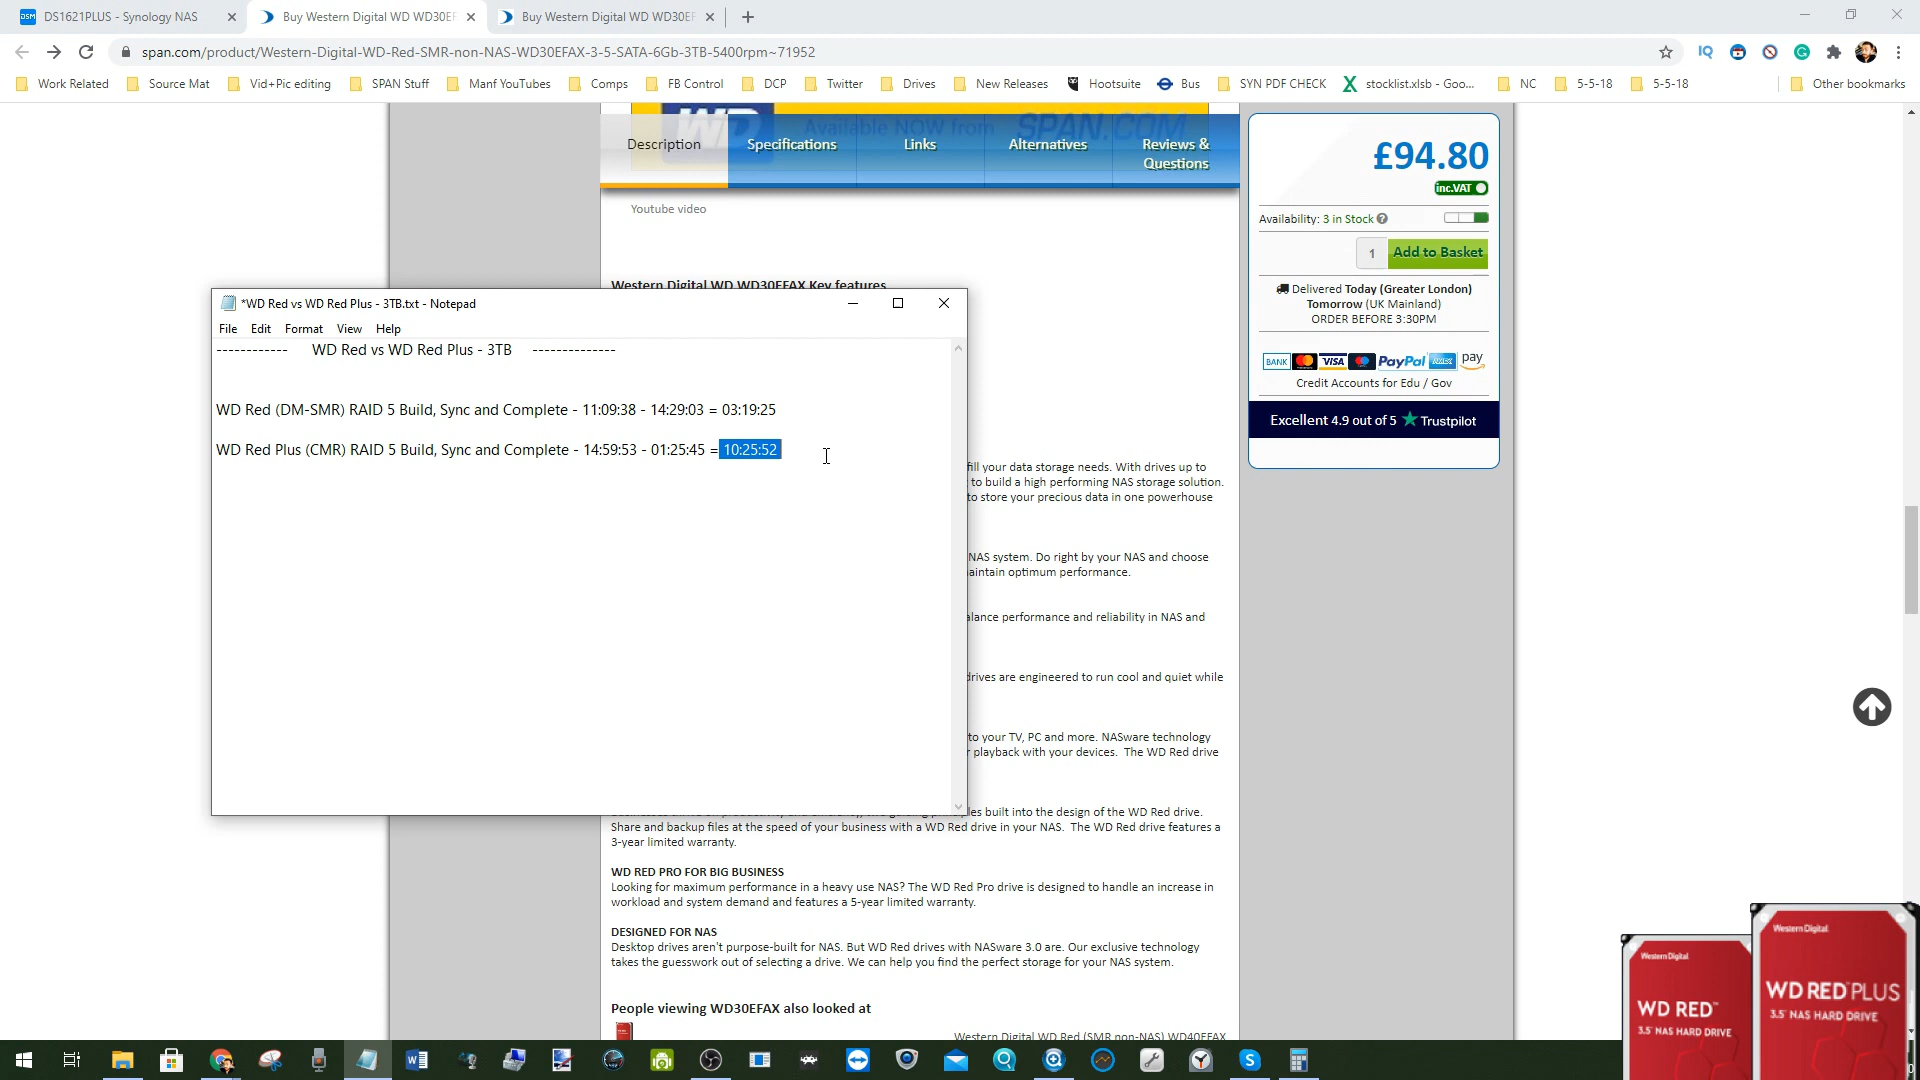 DS1621PLUS - Synology NAS
Buy Western Digital WD WD30EF
Buy Western Digital WD WD30EF
span.com/product/Western-Digital-WD-Red-SMR-non-NAS-WD30EFAX-3-5-SATA-6Gb-3TB-5400rpm~71952
Work Related
Source Mat
Vid+Pic editing
SPAN Stuff
Manf YouTubes
Comps
FB Control
DCP
Twitter
Drives
New Releases
Hootsuite
Bus
SYN PDF CHECK
stocklist.xlsb - Goo...
NC
5-5-18
5-5-18
Other bookmarks
WD
Available NOW from SPAN.COM
Description
Specifications
Links
Alternatives
Reviews & Questions
Youtube video
Western Digital WD WD30EFAX Key features
£94.80
inc.VAT
Availability: 3 in Stock
1
Add to Basket
Delivered Today (Greater London)
Tomorrow (UK Mainland)
ORDER BEFORE 3:30PM
BANK VISA PayPal AMEX pay
Credit Accounts for Edu / Gov
Excellent 4.9 out of 5 Trustpilot
*WD Red vs WD Red Plus - 3TB.txt - Notepad
File Edit Format View Help
------------ WD Red vs WD Red Plus - 3TB --------------
WD Red (DM-SMR) RAID 5 Build, Sync and Complete - 11:09:38 - 14:29:03 = 03:19:25
WD Red Plus (CMR) RAID 5 Build, Sync and Complete - 14:59:53 - 01:25:45 = 10:25:52
fill your data storage needs. With drives up to
to build a high performing NAS storage solution.
to store your precious data in one powerhouse
NAS system. Do right by your NAS and choose
aintain optimum performance.
alance performance and reliability in NAS and
drives are engineered to run cool and quiet while
to your TV, PC and more. NASware technology
r playback with your devices. The WD Red drive
les built into the design of the WD Red drive.
Share and backup files at the speed of your business with a WD Red drive in your NAS. The WD Red drive features a
3-year limited warranty.
WD RED PRO FOR BIG BUSINESS
Looking for maximum performance in a heavy use NAS? The WD Red Pro drive is designed to handle an increase in
workload and system demand and features a 5-year limited warranty.
DESIGNED FOR NAS
Desktop drives aren't purpose-built for NAS. But WD Red drives with NASware 3.0 are. Our exclusive technology
takes the guesswork out of selecting a drive. We can help you find the perfect storage for your NAS system.
People viewing WD30EFAX also looked at
Western Digital WD Red (SMR non-NAS) WD40EFAX
Western Digital
WD RED™
3.5" NAS HARD DRIVE
Western Digital
WD RED PLUS
3.5" NAS HARD DRIVE